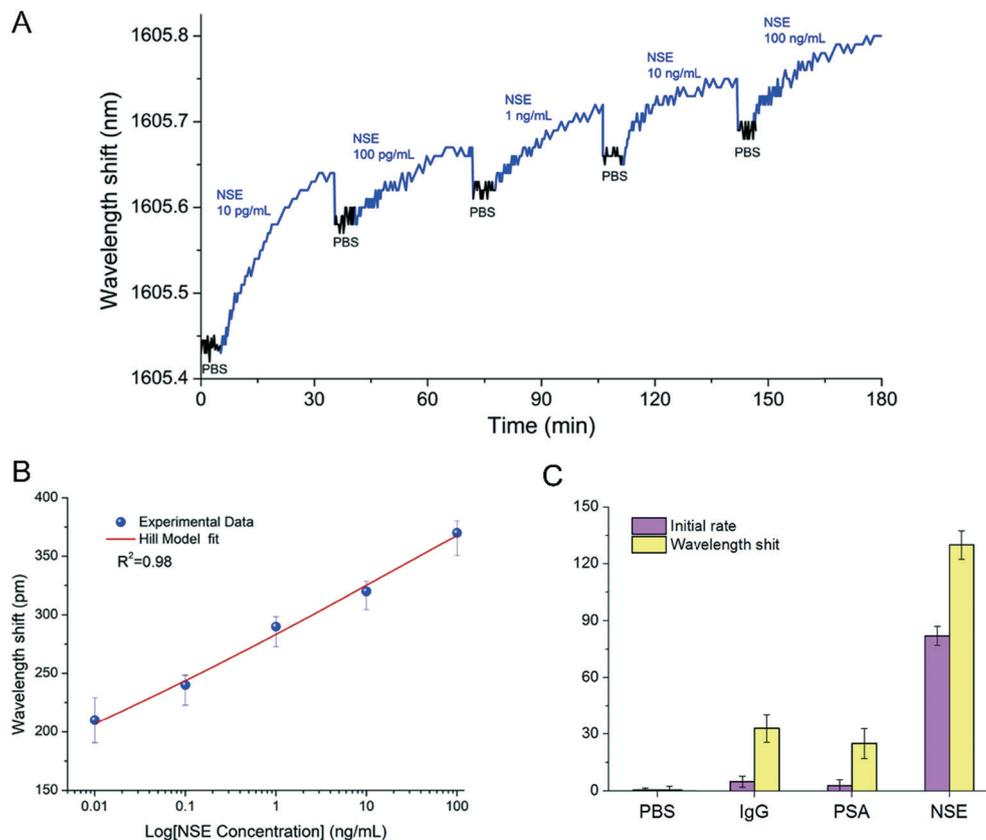 A
Wavelength shift (nm)
1605.8
1605.7
1605.6
1605.5
1605.4
NSE
10 pg/mL
NSE
100 pg/mL
NSE
1 ng/mL
NSE
10 ng/mL
NSE
100 ng/mL
PBS
PBS
PBS
PBS
PBS
0 30 60 90 120 150 180
Time (min)
B
Wavelength shift (pm)
400
350
300
250
200
150
Experimental Data
Hill Model fit
R²=0.98
0.01 0.1 1 10 100
Log[NSE Concentration] (ng/mL)
C
150
120
90
60
30
0
Initial rate
Wavelength shit
PBS IgG PSA NSE